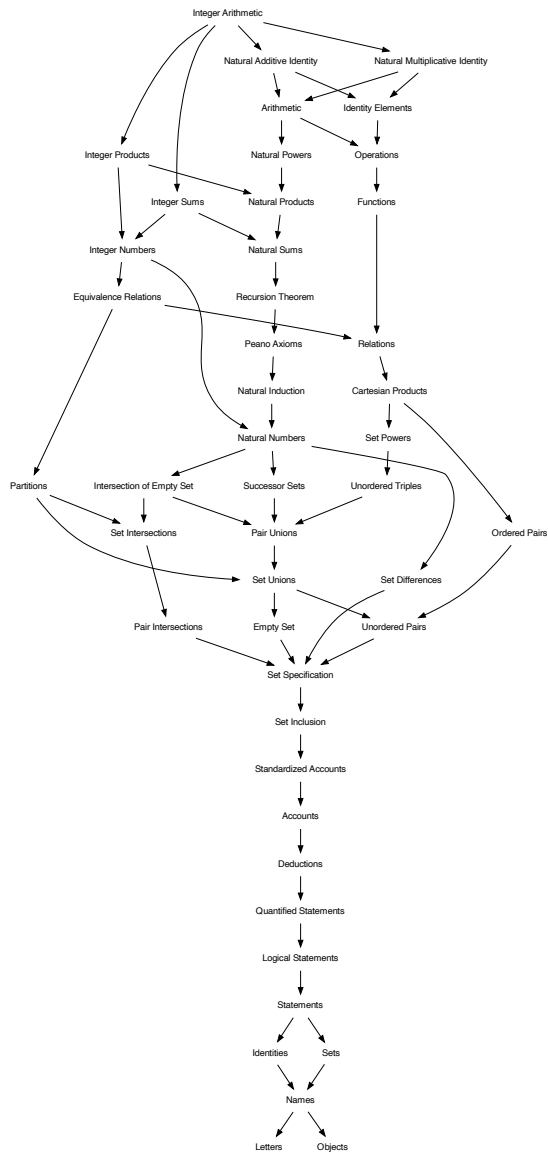 Integer Arithmetic
Natural Additive Identity
Natural Multiplicative Identity
Arithmetic
Identity Elements
Integer Products
Natural Powers
Operations
Integer Sums
Natural Products
Functions
Integer Numbers
Natural Sums
Equivalence Relations
Recursion Theorem
Peano Axioms
Relations
Natural Induction
Cartesian Products
Natural Numbers
Set Powers
Partitions
Intersection of Empty Set
Successor Sets
Unordered Triples
Set Intersections
Pair Unions
Ordered Pairs
Set Unions
Set Differences
Pair Intersections
Empty Set
Unordered Pairs
Set Specification
Set Inclusion
Standardized Accounts
Accounts
Deductions
Quantified Statements
Logical Statements
Statements
Identities
Sets
Names
Letters
Objects